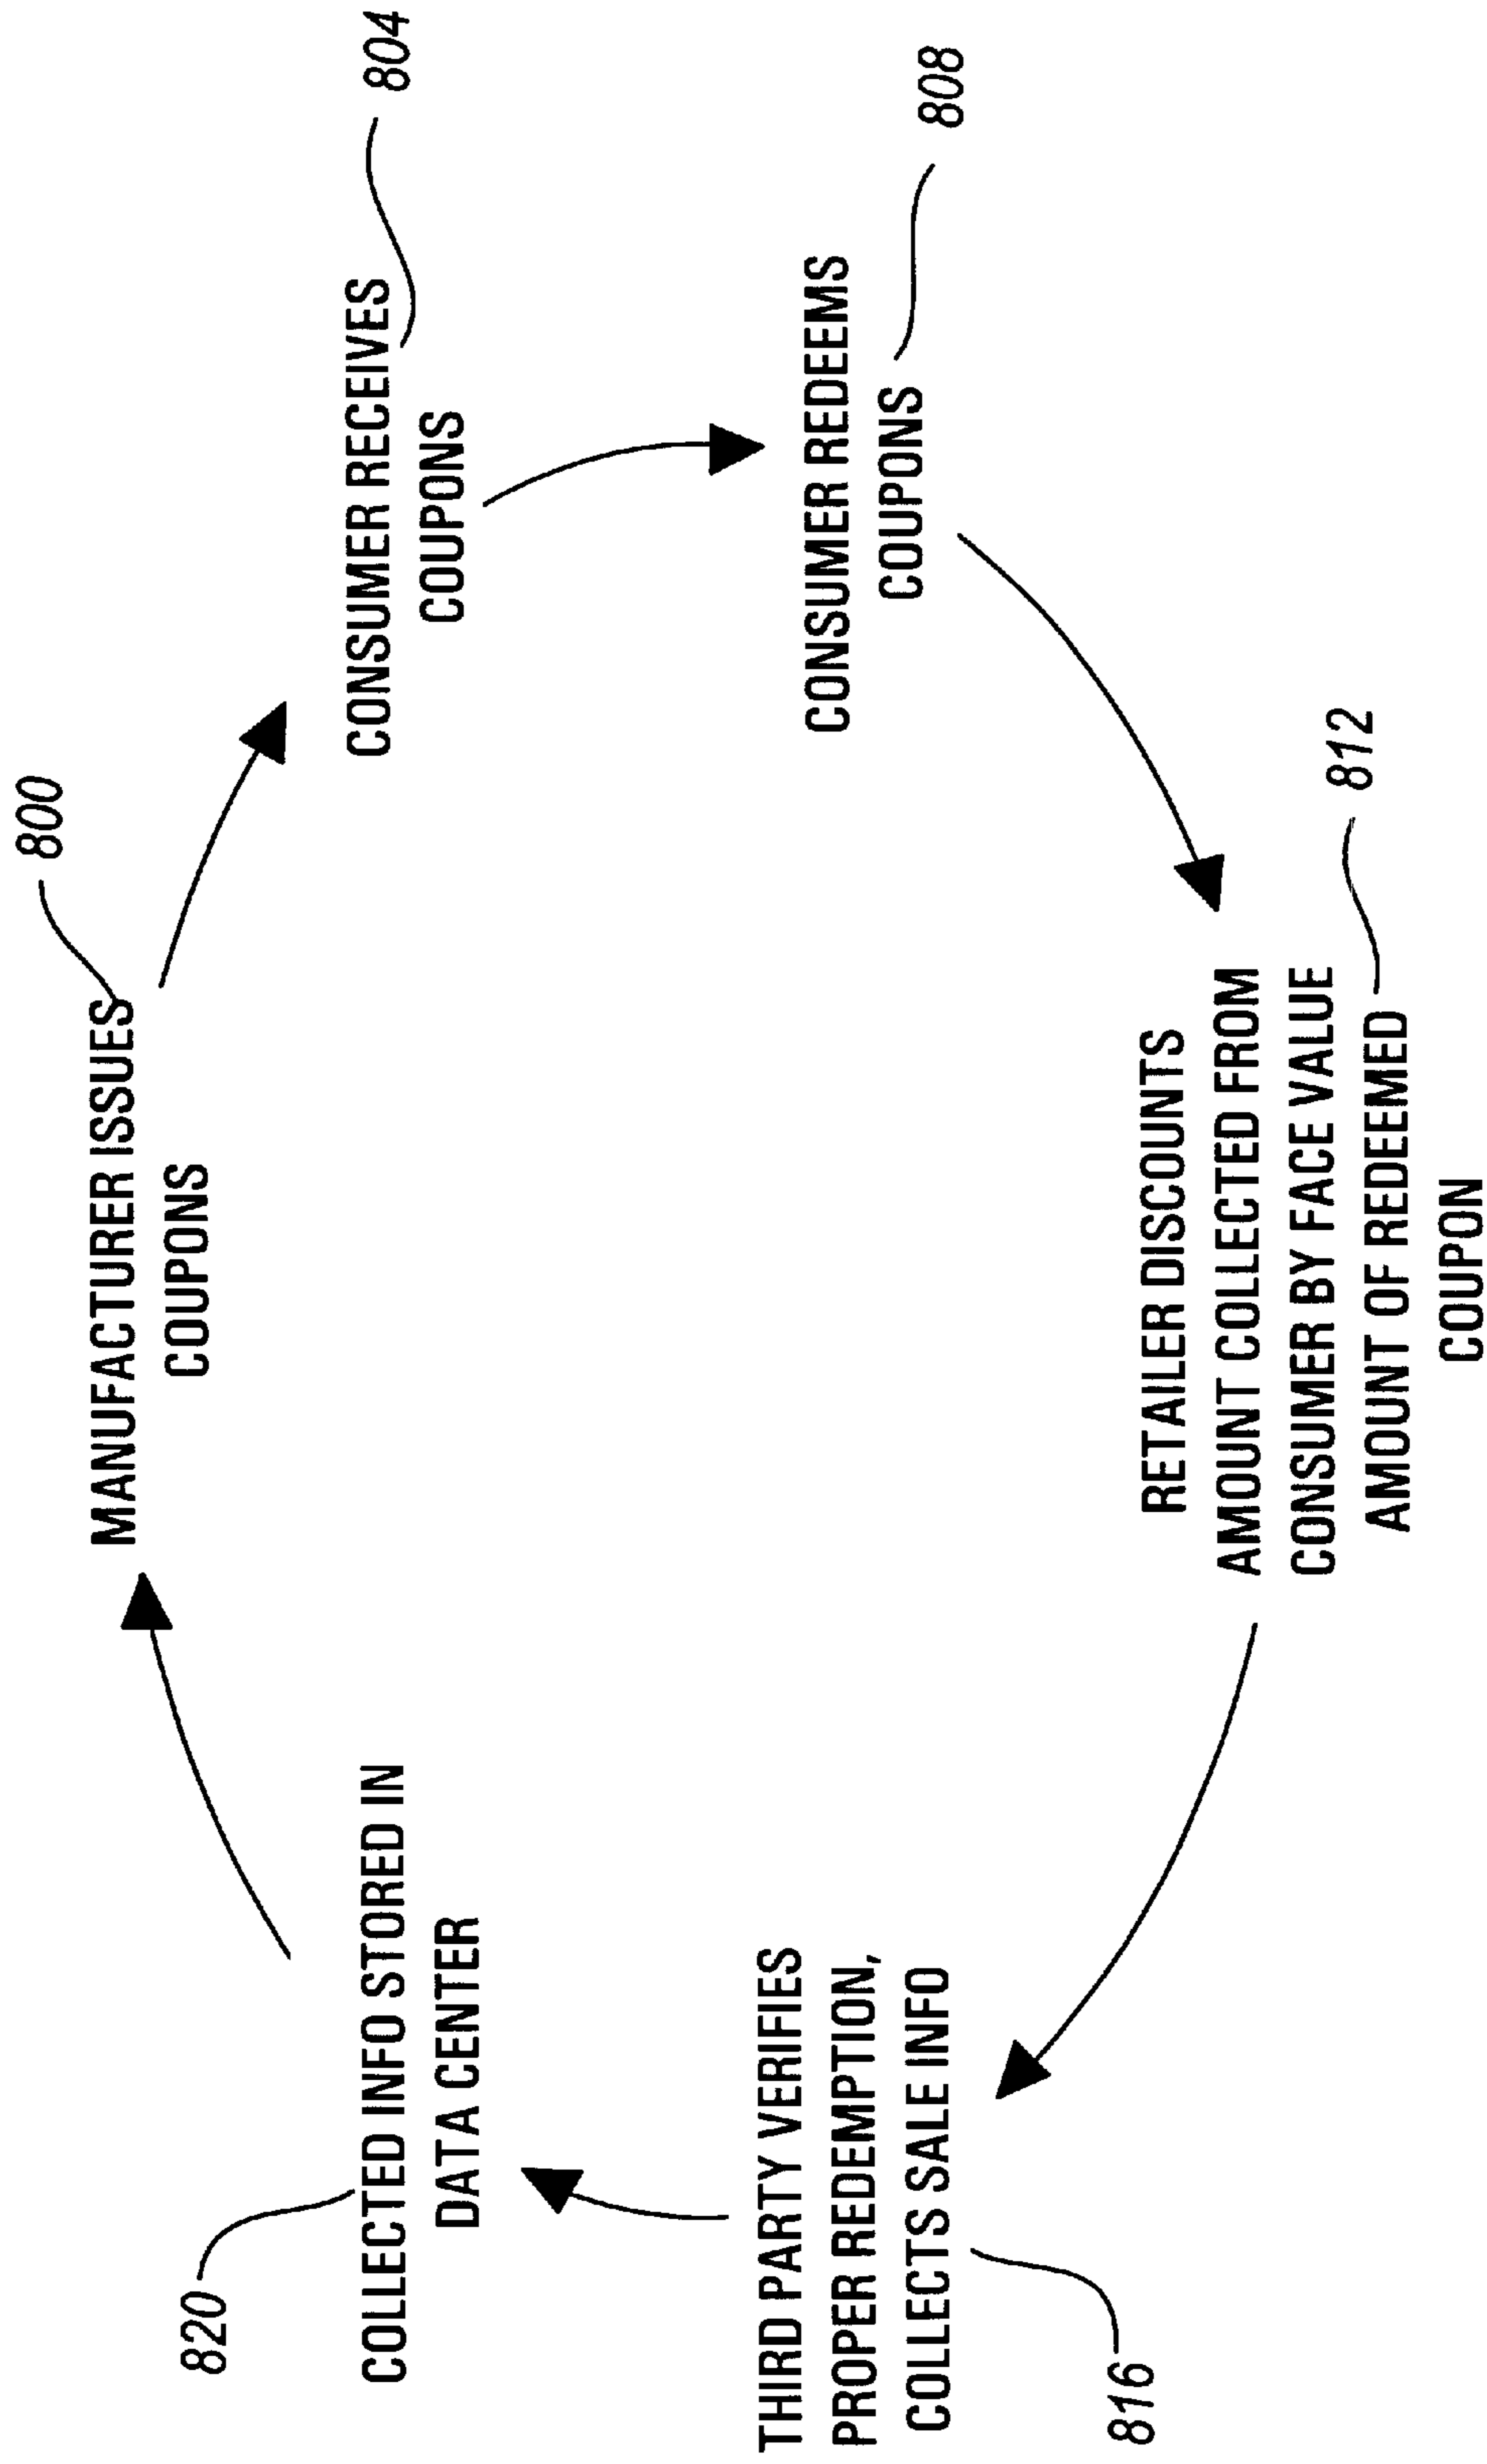 800
MANUFACTURER ISSUES
COUPONS
804
CONSUMER RECEIVES
COUPONS
808
CONSUMER REDEEMS
COUPONS
812
RETAILER DISCOUNTS
AMOUNT COLLECTED FROM
CONSUMER BY FACE VALUE
AMOUNT OF REDEEMED
COUPON
816
THIRD PARTY VERIFIES
PROPER REDEMPTION,
COLLECTS SALE INFO
820
COLLECTED INFO STORED IN
DATA CENTER